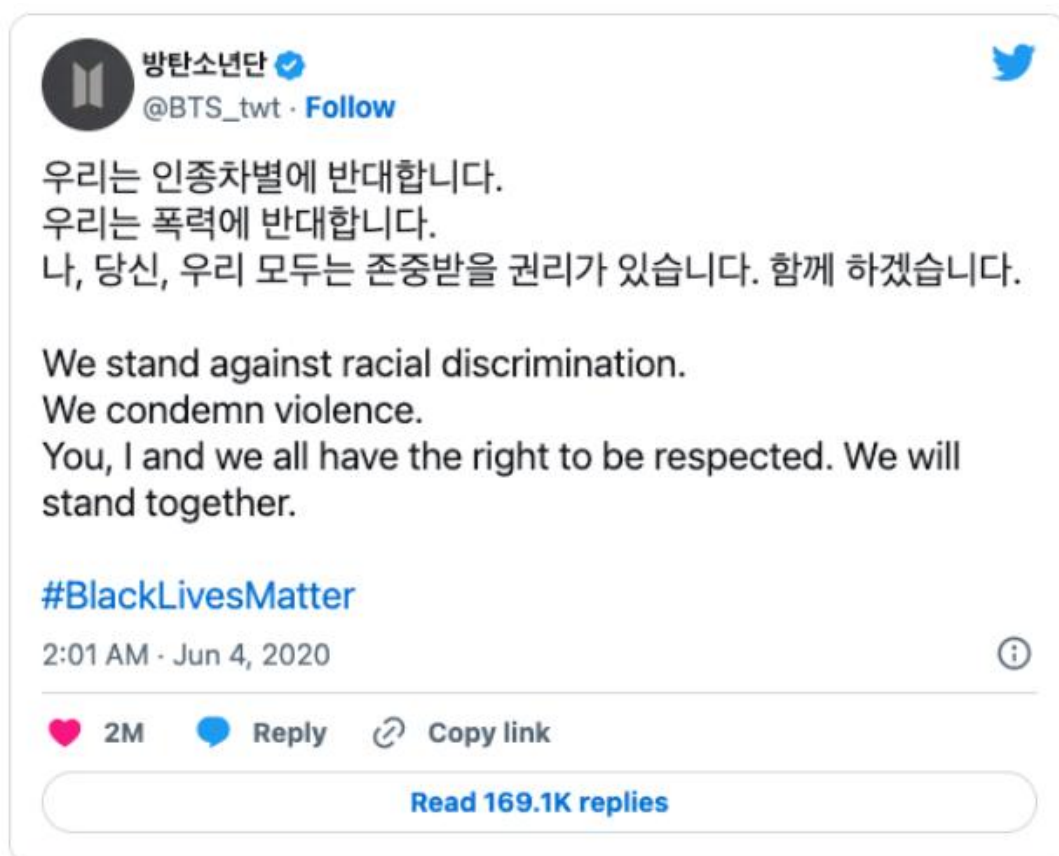 방탄소년단
@BTS_twt · Follow
우리는 인종차별에 반대합니다.
우리는 폭력에 반대합니다.
나, 당신, 우리 모두는 존중받을 권리가 있습니다. 함께 하겠습니다.
We stand against racial discrimination.
We condemn violence.
You, I and we all have the right to be respected. We will
stand together.
#BlackLivesMatter
2:01 AM · Jun 4, 2020
2M Reply Copy link
Read 169.1K replies